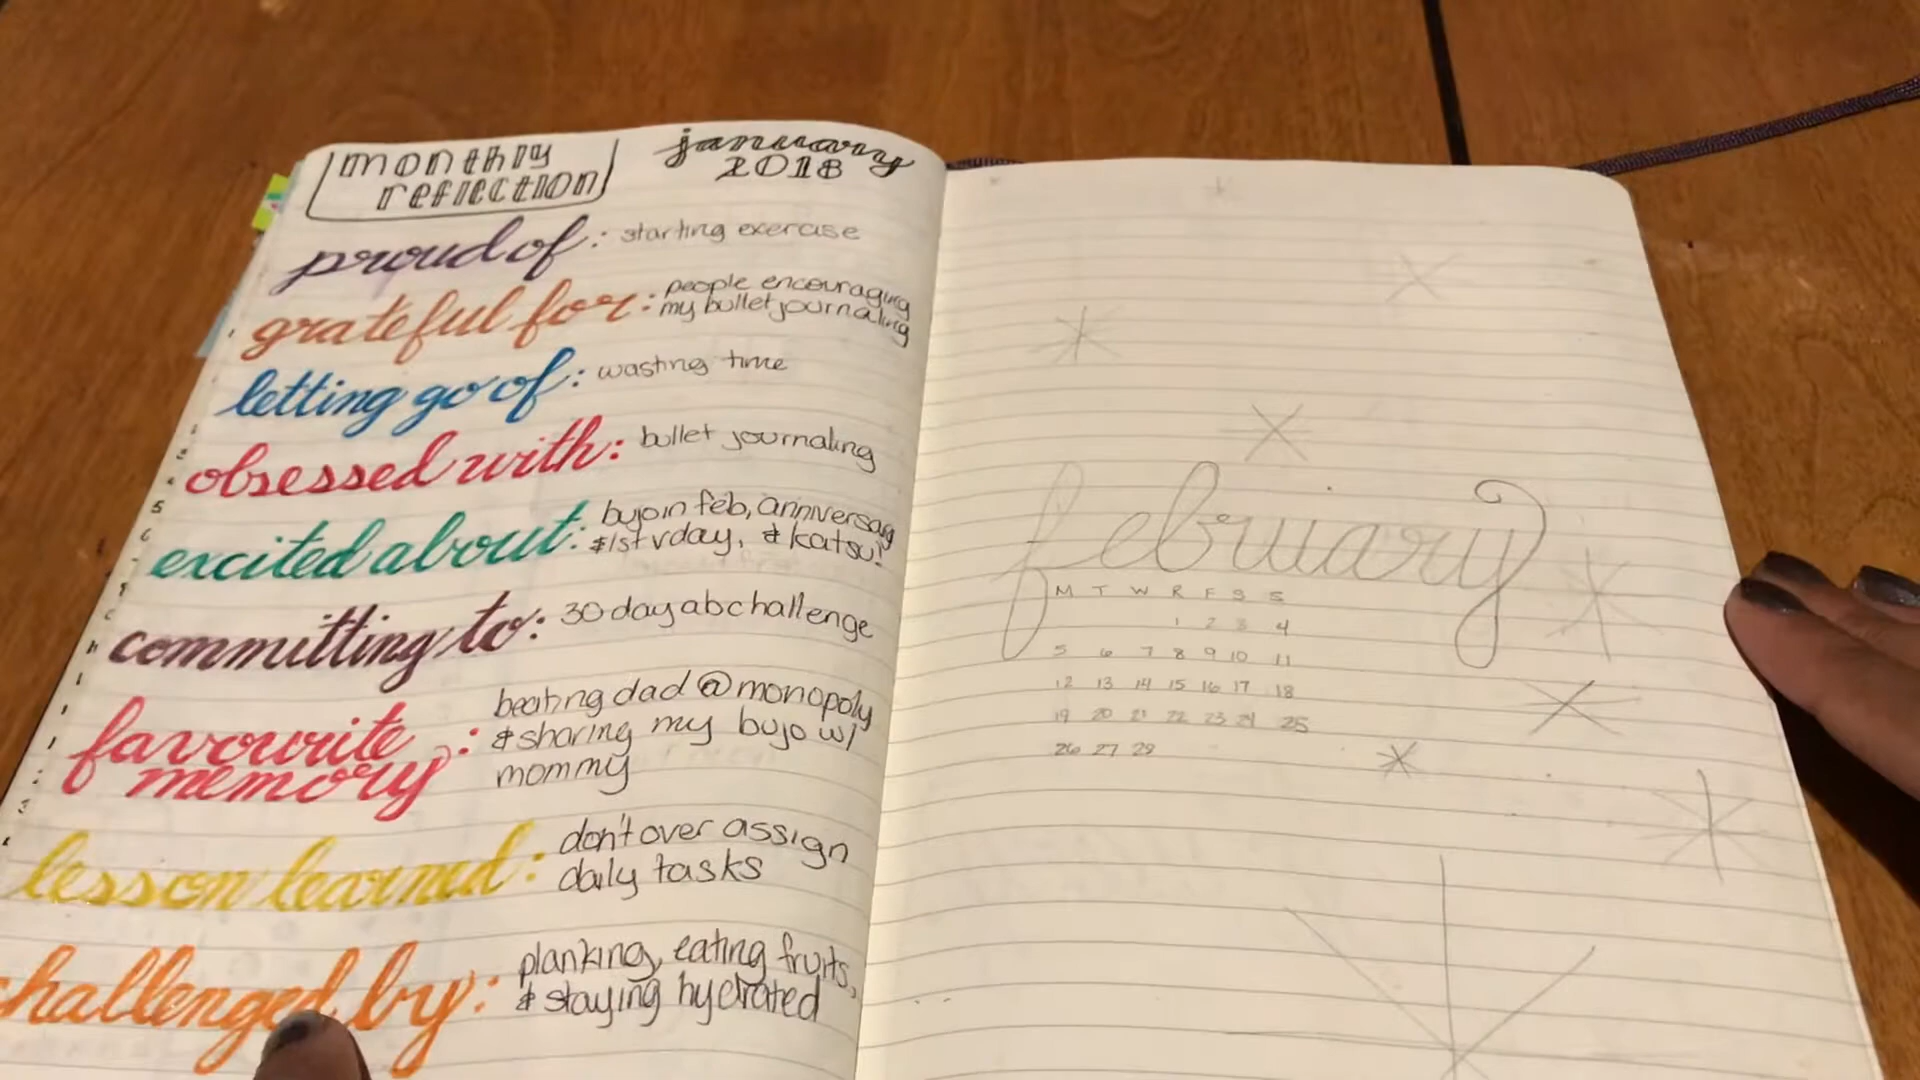 monthly
reflection
january
2018
proud of: starting exercise
grateful for: people encouraging
my bullet journaling
letting go of: wasting time
obsessed with: bullet journaling
excited about: bujo in feb, anniversary
& 1st vday, & katsu!
committing to: 30 day ab challenge
favourite
memory: beating dad @ monopoly
& sharing my bujo w/
mommy
lesson learned: don't over assign
daily tasks
challenged by: planking, eating fruits,
& staying hydrated
february
M T W R F S S
1 2 3 4
5 6 7 8 9 10 11
12 13 14 15 16 17 18
19 20 21 22 23 24 25
26 27 28